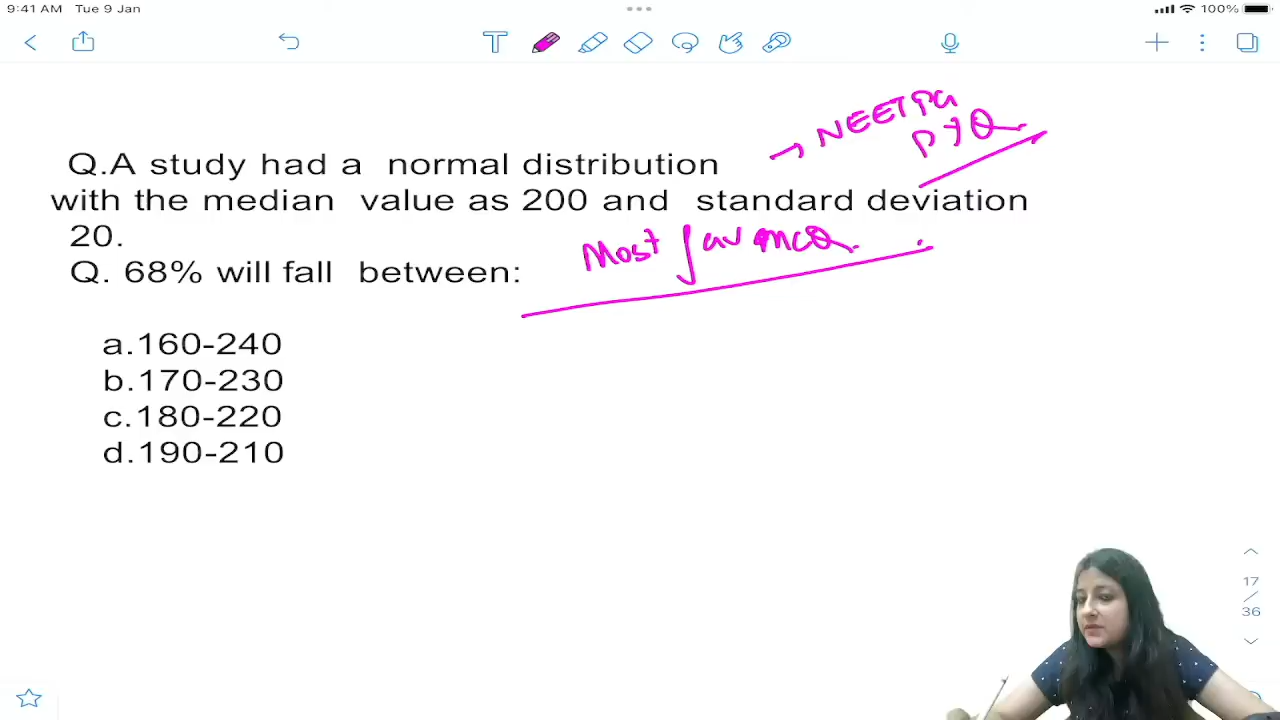 9:41 AM Tue 9 Jan
100%
T
→ NEETPG
PYQ
Q.A study had a normal distribution
with the median value as 200 and standard deviation
20.
Most fav mcQ.
Q. 68% will fall between:
a.160-240
b.170-230
c.180-220
d.190-210
17
/
36